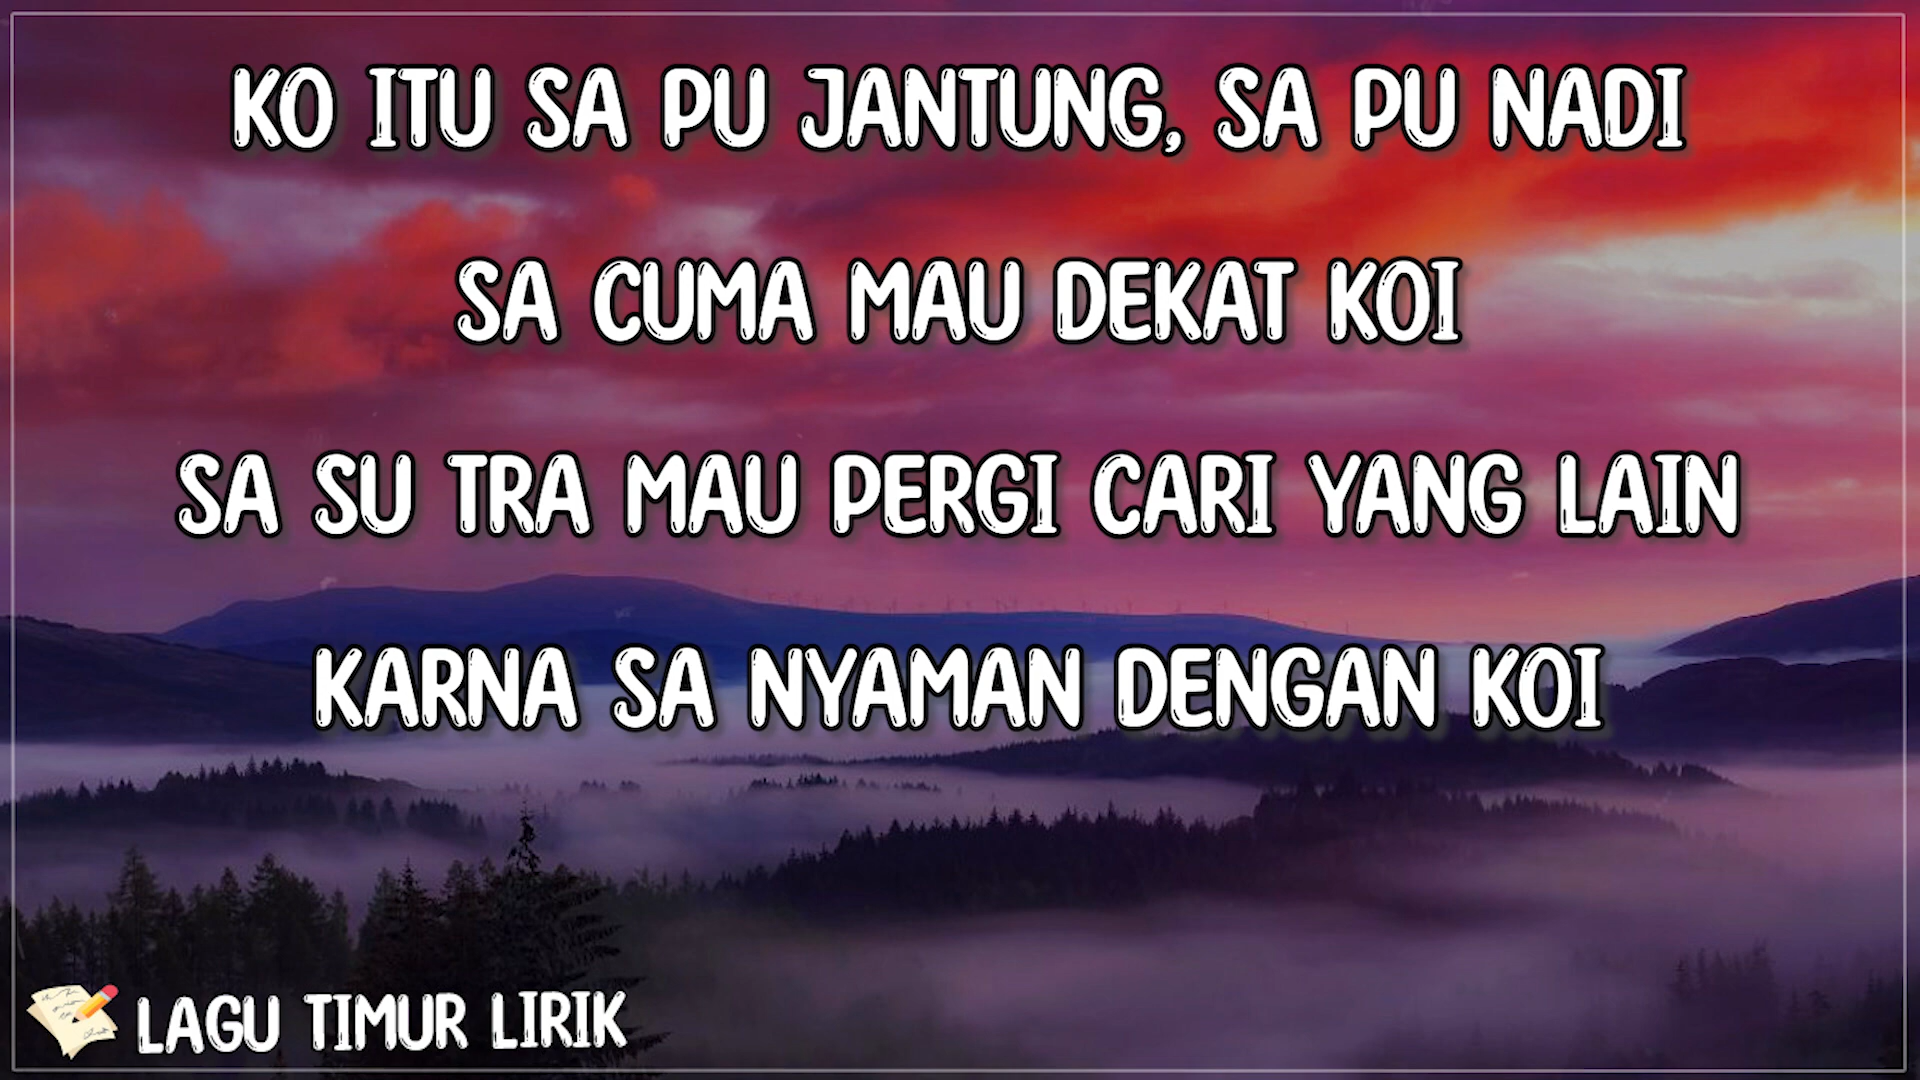 KO ITU SA PU JANTUNG, SA PU NADI
SA CUMA MAU DEKAT KOI
SA SU TRA MAU PERGI CARI YANG LAIN
KARNA SA NYAMAN DENGAN KOI
LAGU TIMUR LIRIK